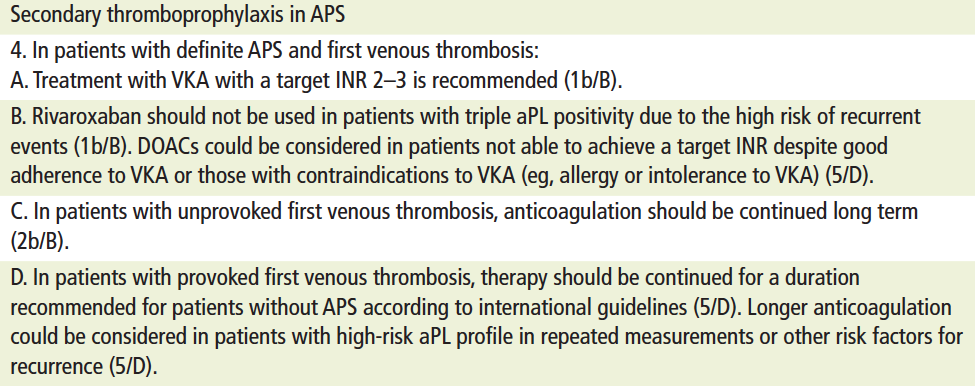 Secondary thromboprophylaxis in APS
4. In patients with definite APS and first venous thrombosis:
A. Treatment with VKA with a target INR 2–3 is recommended (1b/B).
B. Rivaroxaban should not be used in patients with triple aPL positivity due to the high risk of recurrent
events (1b/B). DOACs could be considered in patients not able to achieve a target INR despite good
adherence to VKA or those with contraindications to VKA (eg, allergy or intolerance to VKA) (5/D).
C. In patients with unprovoked first venous thrombosis, anticoagulation should be continued long term
(2b/B).
D. In patients with provoked first venous thrombosis, therapy should be continued for a duration
recommended for patients without APS according to international guidelines (5/D). Longer anticoagulation
could be considered in patients with high-risk aPL profile in repeated measurements or other risk factors for
recurrence (5/D).